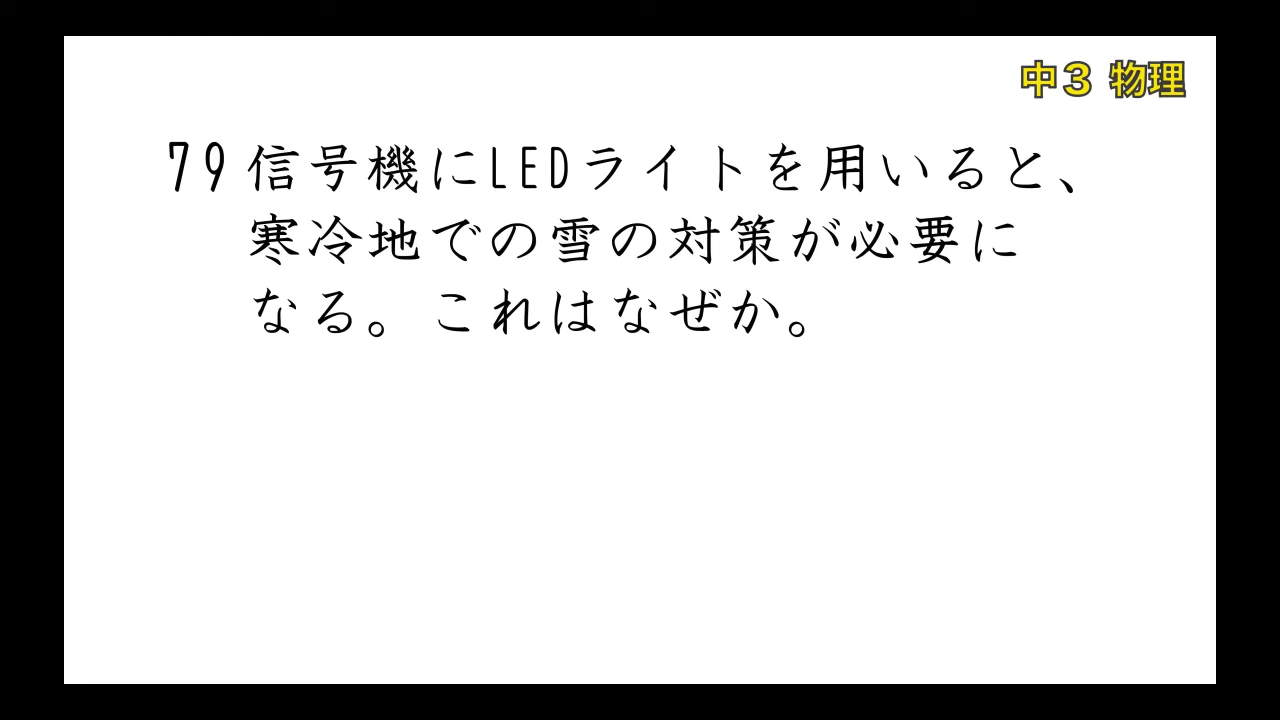 中3 物理
79 信号機にLEDライトを用いると、
寒冷地での雪の対策が必要に
なる。これはなぜか。